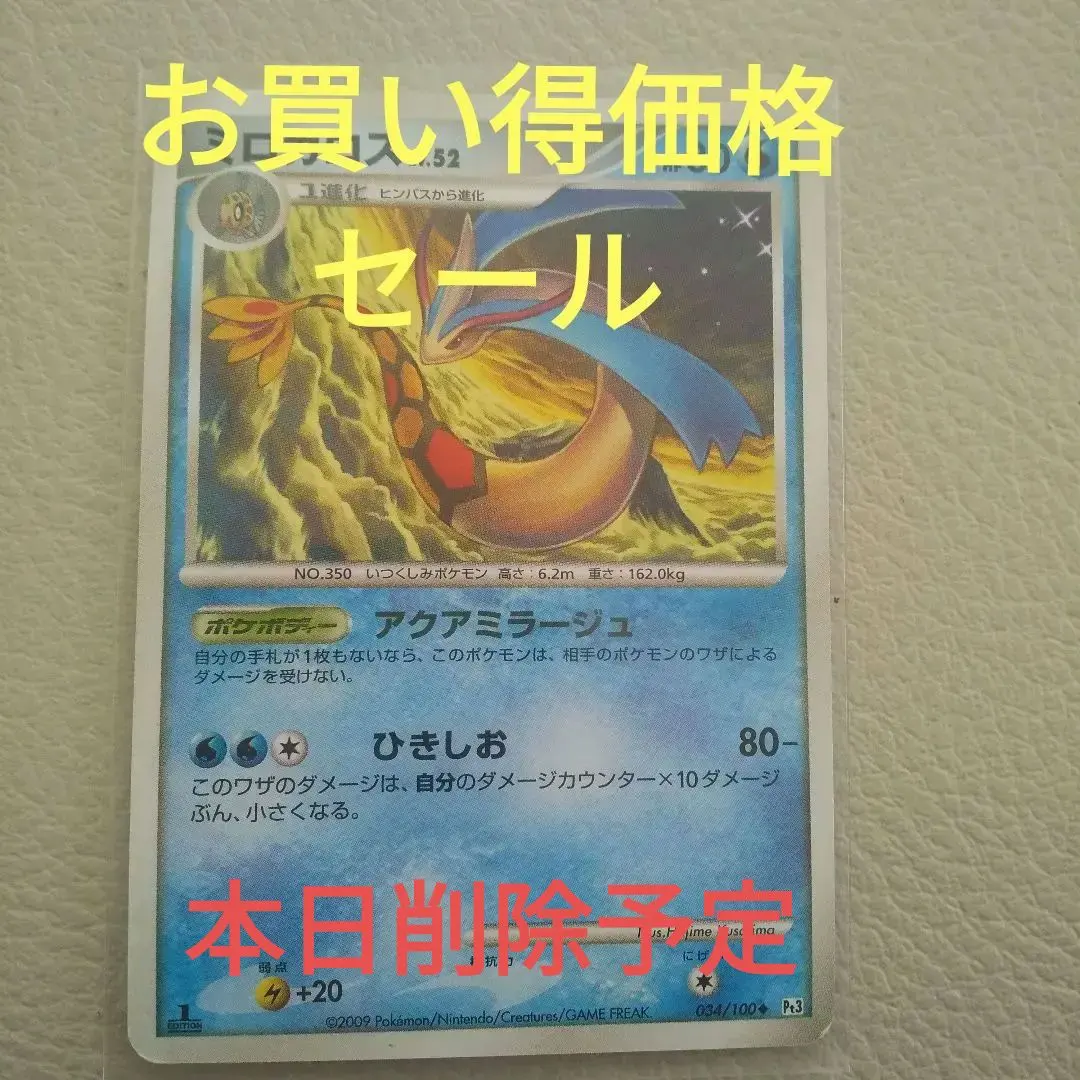 お買い得価格
.52
1進化 ヒンバスから進化
セール
NO.350 いつくしみポケモン 高さ:6.2m 重さ:162.0kg
ポケボディー アクアミラージュ
自分の手札が1枚もないなら、このポケモンは、相手のポケモンのワザによる
ダメージを受けない。
ひきしお 80−
このワザのダメージは、自分のダメージカウンター×10ダメージ
ぶん、小さくなる。
本日削除予定
弱点
+20
1 EDITION
©2009 Pokémon/Nintendo/Creatures/GAME FREAK.
034/100◆ Pt3